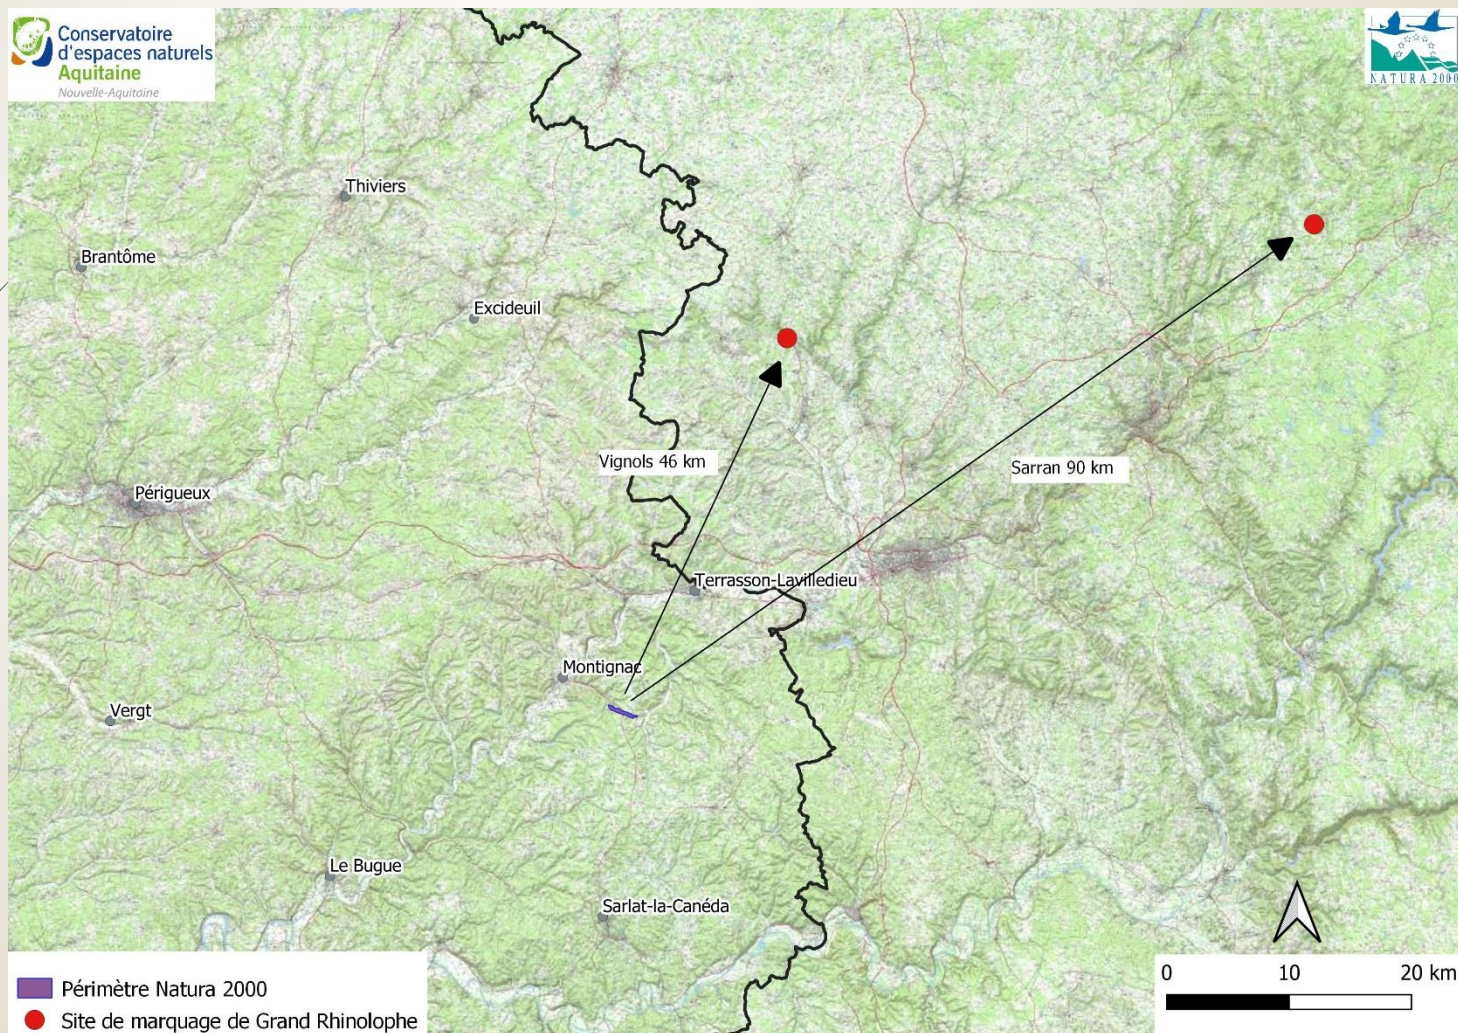 Conservatoire
d'espaces naturels
Aquitaine
Nouvelle-Aquitaine
NATURA 2000
Thiviers
Brantôme
Excideuil
Vignols 46 km
Sarran 90 km
Périgueux
Terrasson-Lavilledieu
Montignac
Vergt
Le Bugue
Sarlat-la-Canéda
Périmètre Natura 2000
Site de marquage de Grand Rhinolophe
0 10 20 km